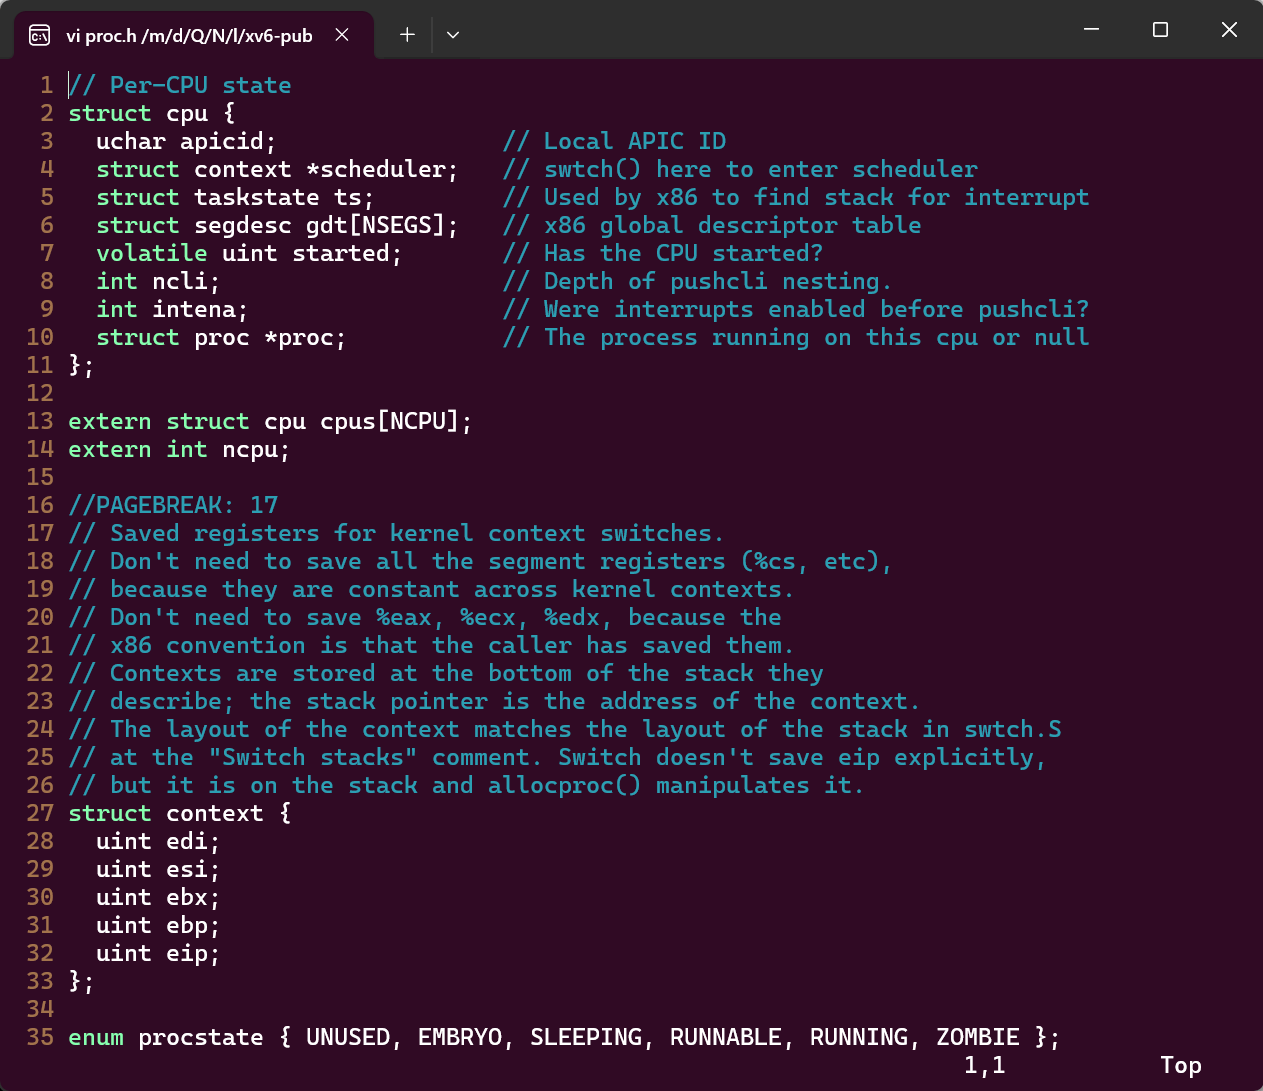 vi proc.h /m/d/Q/N/l/xv6-pub
1 // Per-CPU state
2 struct cpu {
3   uchar apicid;                // Local APIC ID
4   struct context *scheduler;   // swtch() here to enter scheduler
5   struct taskstate ts;         // Used by x86 to find stack for interrupt
6   struct segdesc gdt[NSEGS];   // x86 global descriptor table
7   volatile uint started;       // Has the CPU started?
8   int ncli;                    // Depth of pushcli nesting.
9   int intena;                  // Were interrupts enabled before pushcli?
10   struct proc *proc;           // The process running on this cpu or null
11 };
12
13 extern struct cpu cpus[NCPU];
14 extern int ncpu;
15
16 //PAGEBREAK: 17
17 // Saved registers for kernel context switches.
18 // Don't need to save all the segment registers (%cs, etc),
19 // because they are constant across kernel contexts.
20 // Don't need to save %eax, %ecx, %edx, because the
21 // x86 convention is that the caller has saved them.
22 // Contexts are stored at the bottom of the stack they
23 // describe; the stack pointer is the address of the context.
24 // The layout of the context matches the layout of the stack in swtch.S
25 // at the "Switch stacks" comment. Switch doesn't save eip explicitly,
26 // but it is on the stack and allocproc() manipulates it.
27 struct context {
28   uint edi;
29   uint esi;
30   uint ebx;
31   uint ebp;
32   uint eip;
33 };
34
35 enum procstate { UNUSED, EMBRYO, SLEEPING, RUNNABLE, RUNNING, ZOMBIE };
1,1 Top